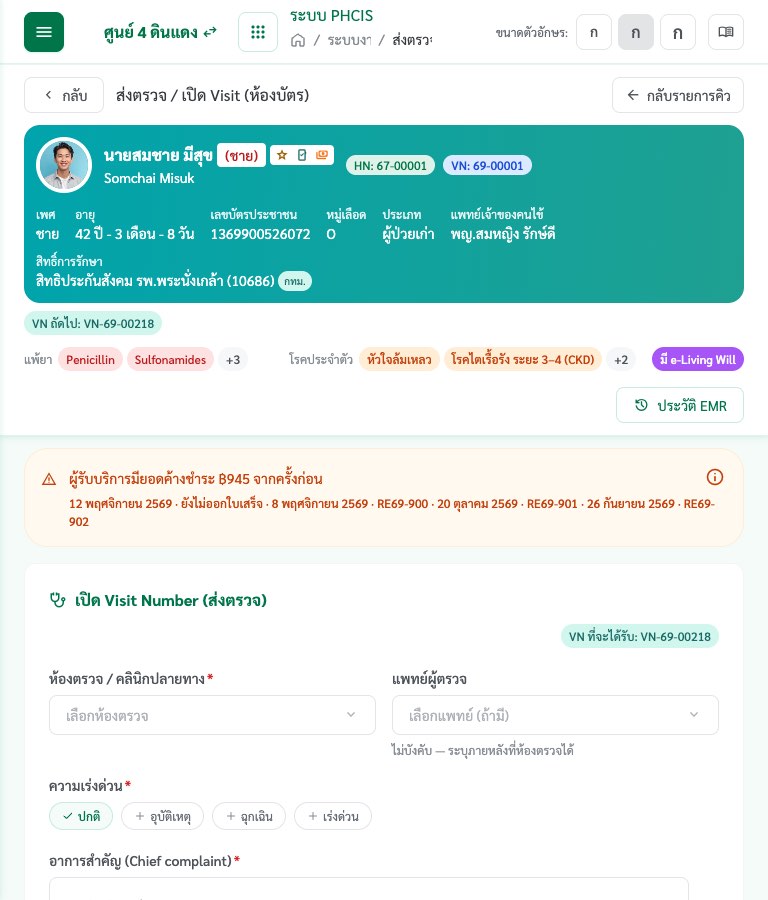 ศูนย์ 4 ดินแดง
ระบบ PHCIS
/ ระบบงา / ส่งตรวจ
ขนาดตัวอักษร: ก ก ก
กลับ
ส่งตรวจ / เปิด Visit (ห้องบัตร)
กลับรายการคิว
นายสมชาย มีสุข (ชาย)
Somchai Misuk
HN: 67-00001 VN: 69-00001
เพศ อายุ เลขบัตรประชาชน หมู่เลือด ประเภท แพทย์เจ้าของคนไข้
ชาย 42 ปี - 3 เดือน - 8 วัน 1369900526072 O ผู้ป่วยเก่า พญ.สมหญิง รักษ์ดี
สิทธิ์การรักษา
สิทธิประกันสังคม รพ.พระนั่งเกล้า (10686) กทม.
VN ถัดไป: VN-69-00218
แพ้ยา Penicillin Sulfonamides +3 โรคประจำตัว หัวใจล้มเหลว โรคไตเรื้อรัง ระยะ 3–4 (CKD) +2 มี e-Living Will
ประวัติ EMR
ผู้รับบริการมียอดค้างชำระ ฿945 จากครั้งก่อน
12 พฤศจิกายน 2569 · ยังไม่ออกใบเสร็จ · 8 พฤศจิกายน 2569 · RE69-900 · 20 ตุลาคม 2569 · RE69-901 · 26 กันยายน 2569 · RE69-
902
เปิด Visit Number (ส่งตรวจ)
VN ที่จะได้รับ: VN-69-00218
ห้องตรวจ / คลินิกปลายทาง* แพทย์ผู้ตรวจ
เลือกห้องตรวจ เลือกแพทย์ (ถ้ามี)
ไม่บังคับ — ระบุภายหลังที่ห้องตรวจได้
ความเร่งด่วน*
ปกติ อุบัติเหตุ ฉุกเฉิน เร่งด่วน
อาการสำคัญ (Chief complaint)*